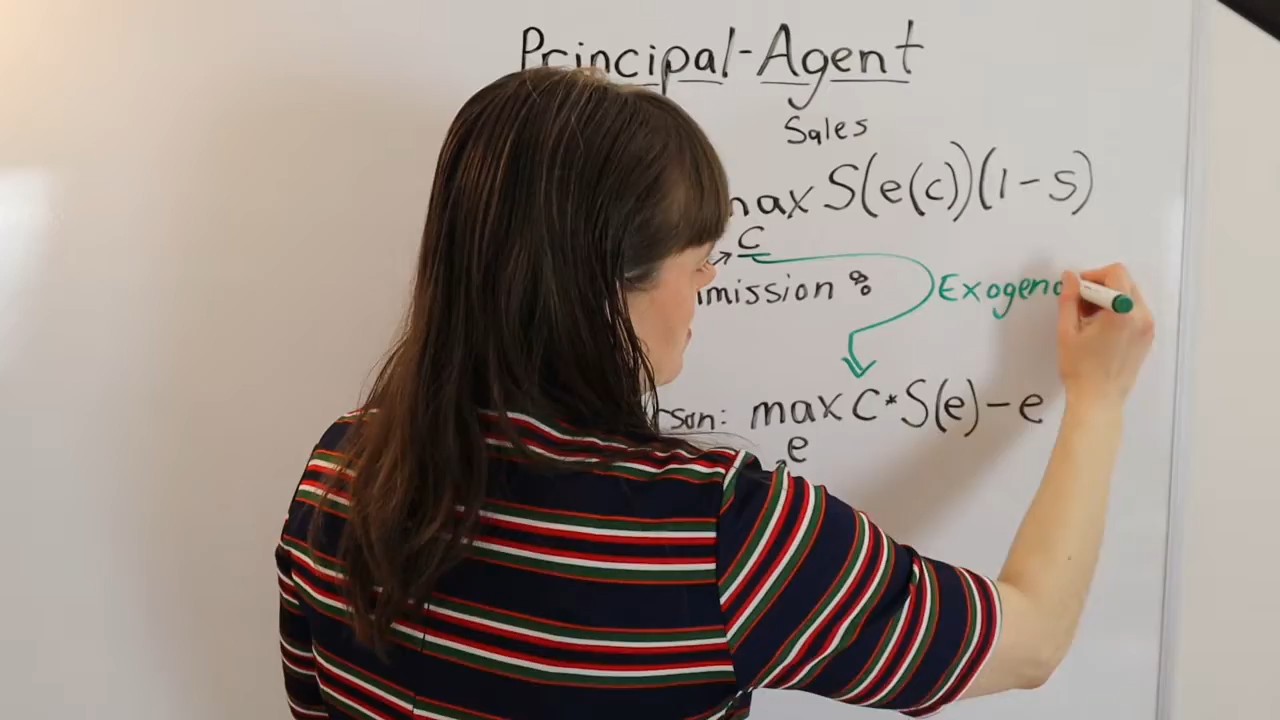 Principal-Agent
Sales
max S(e(c))(1-s)
c
mission %
Exogeno
son: max C*S(e)-e
e